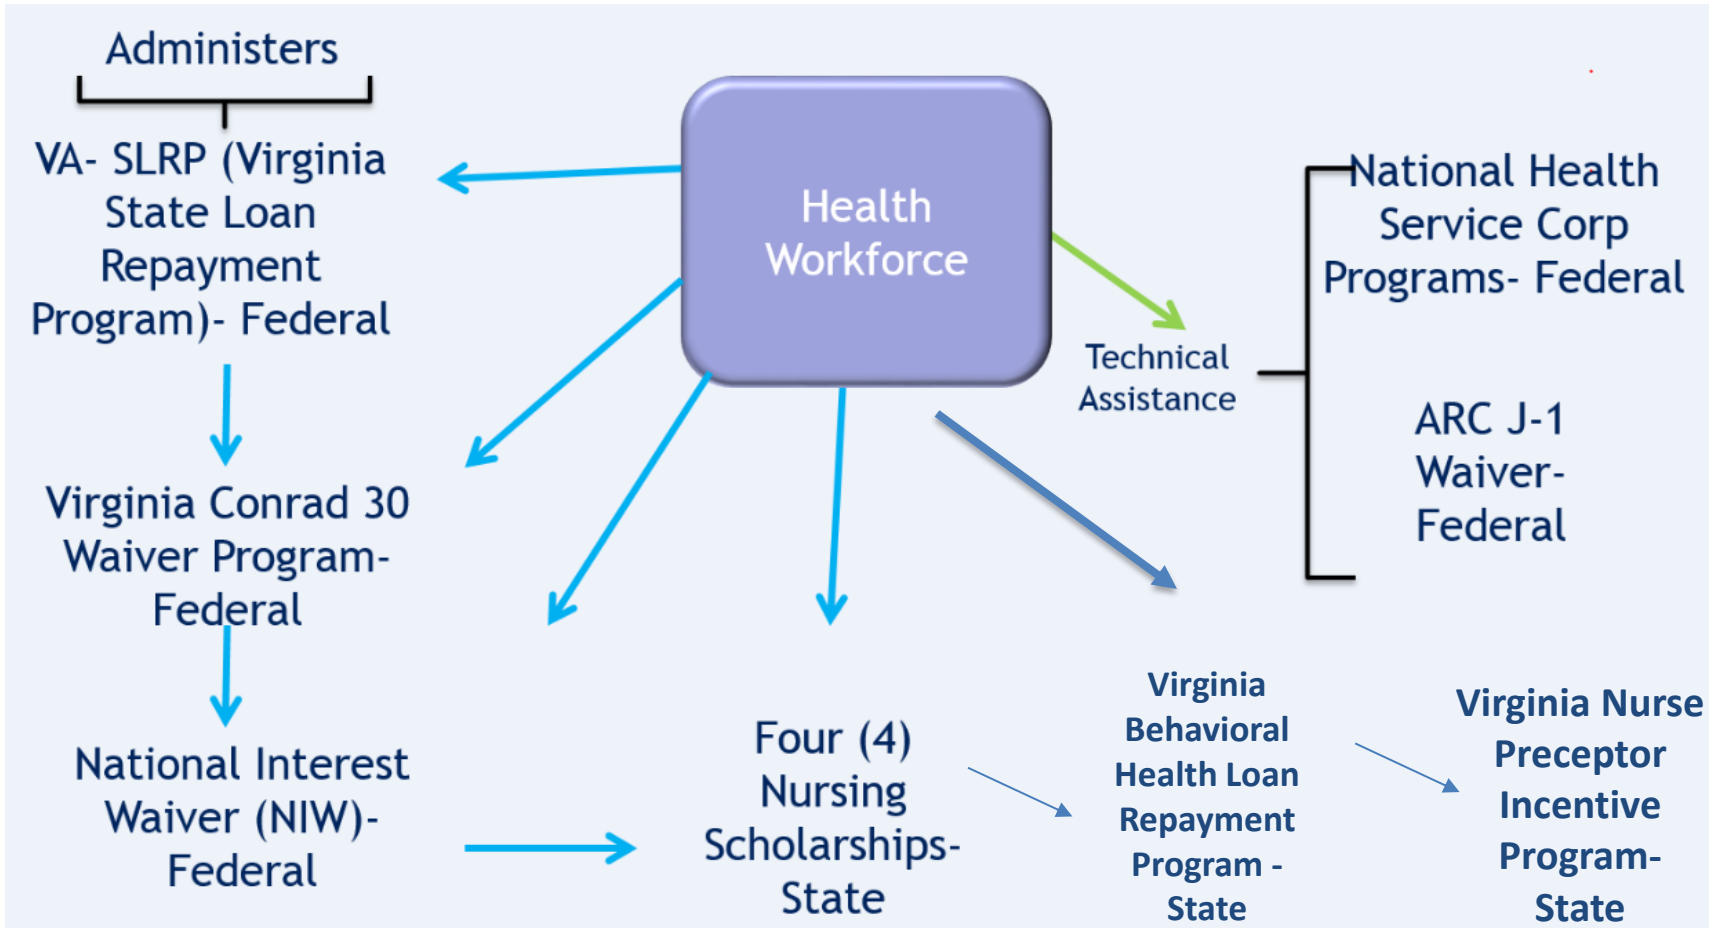 Administers
VA- SLRP (Virginia
State Loan
Repayment
Program)- Federal
Virginia Conrad 30
Waiver Program-
Federal
National Interest
Waiver (NIW)-
Federal
Health
Workforce
Four (4)
Nursing
Scholarships-
State
Technical
Assistance
National Health
Service Corp
Programs- Federal
ARC J-1
Waiver-
Federal
Virginia
Behavioral
Health Loan
Repayment
Program -
State
Virginia Nurse
Preceptor
Incentive
Program-
State